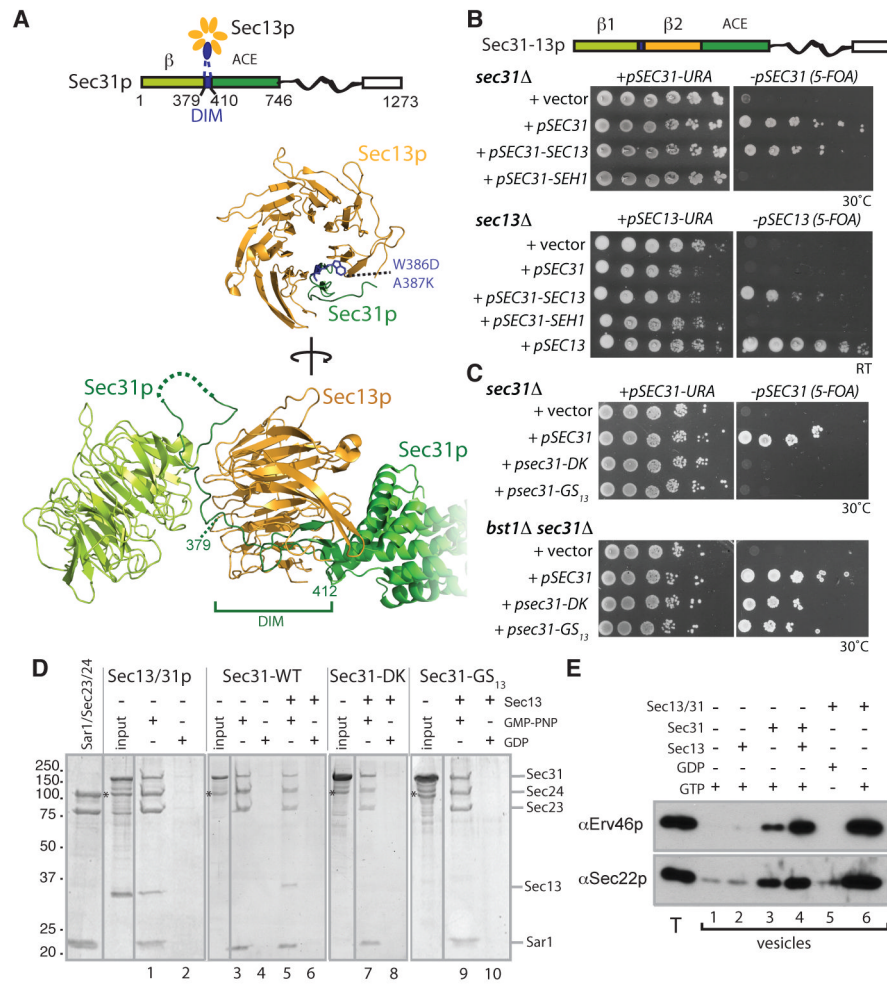 A
Sec13p
β
ACE
Sec31p
1
379
410
746
1273
DIM
Sec13p
W386D
A387K
Sec31p
Sec31p
Sec13p
Sec31p
379
412
DIM
B
β1
β2
ACE
Sec31-13p
sec31Δ
+pSEC31-URA
-pSEC31 (5-FOA)
+ vector
+ pSEC31
+ pSEC31-SEC13
+ pSEC31-SEH1
30˚C
sec13Δ
+pSEC13-URA
-pSEC13 (5-FOA)
+ vector
+ pSEC31
+ pSEC31-SEC13
+ pSEC31-SEH1
+ pSEC13
RT
C
sec31Δ
+pSEC31-URA
-pSEC31 (5-FOA)
+ vector
+ pSEC31
+ psec31-DK
+ psec31-GS13
30˚C
bst1Δ sec31Δ
+ vector
+ pSEC31
+ psec31-DK
+ psec31-GS13
30˚C
D
Sar1/Sec23/24
Sec13/31p
Sec31-WT
Sec31-DK
Sec31-GS13
input - - input - - + + input + + input + + Sec13
+ - + - + - + - + - GMP-PNP
- + - + - + - + - + GDP
250
150
100
75
50
37
25
20
* * * *
Sec31
Sec24
Sec23
Sec13
Sar1
1 2 3 4 5 6 7 8 9 10
E
Sec13/31 - - - - + +
Sec31 - - + +
Sec13 - + - +
GDP - - - - + -
GTP + + + + - +
αErv46p
αSec22p
T
1 2 3 4 5 6
vesicles